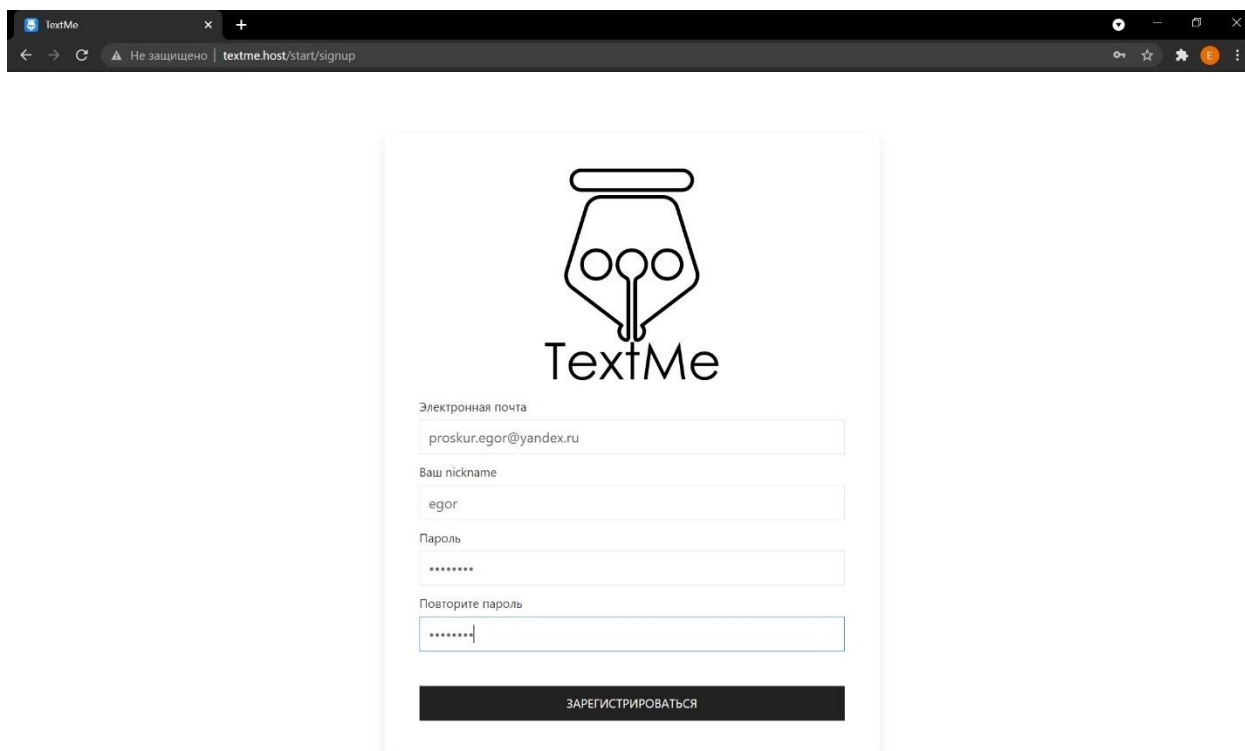 TextMe
Не защищено | textme.host/start/signup
E
TextMe
Электронная почта
proskur.egor@yandex.ru
Ваш nickname
egor
Пароль
••••••••
Повторите пароль
••••••••
ЗАРЕГИСТРИРОВАТЬСЯ